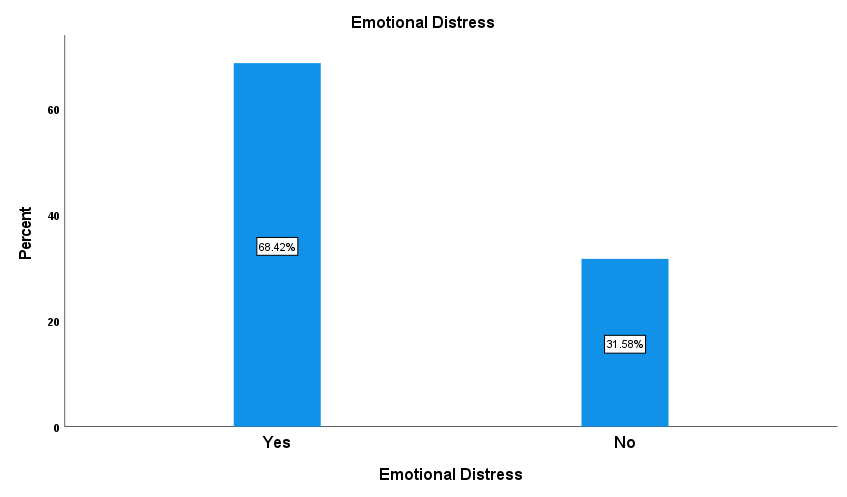 Emotional Distress
Percent
60
40
20
0
68.42%
31.58%
Yes
No
Emotional Distress